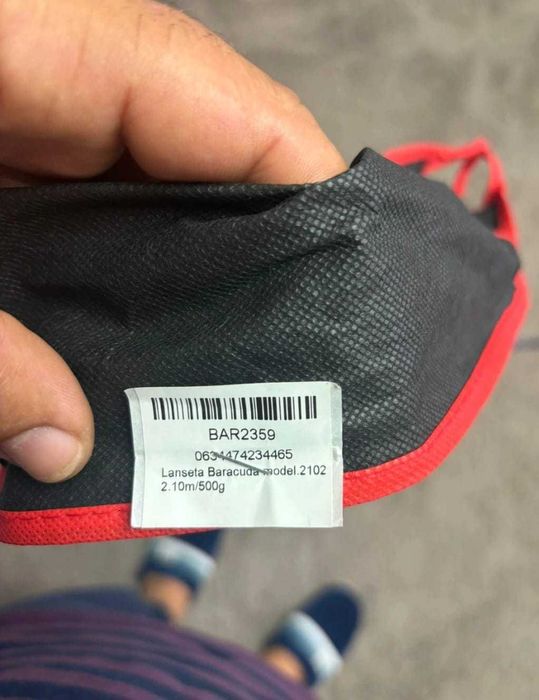 BAR2359
0634474234465
Lanseta Baracuda model.2102
2.10m/500g